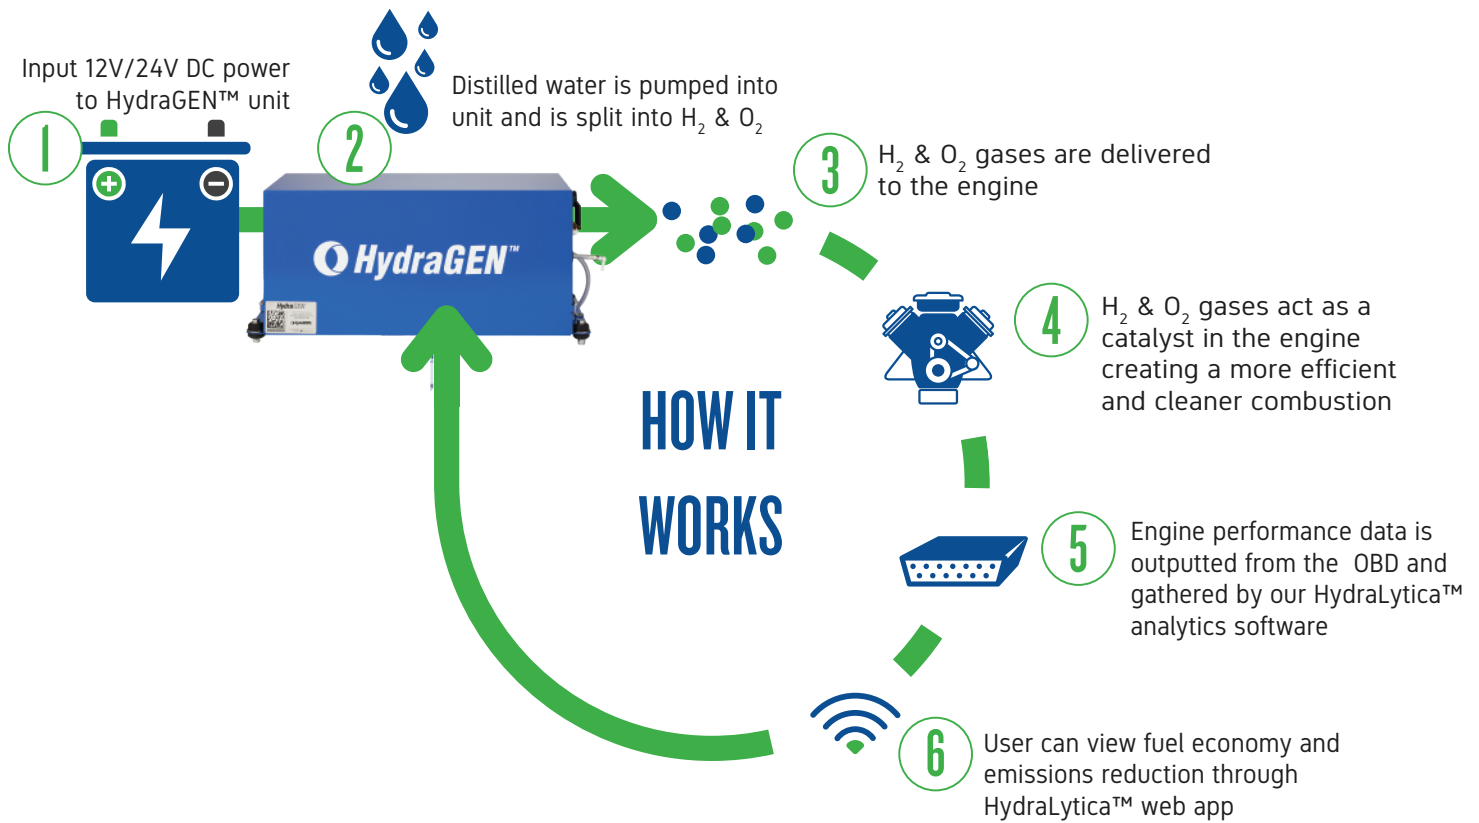 Input 12V/24V DC power
to HydraGEN™ unit
1
2
Distilled water is pumped into
unit and is split into H₂ & O₂
3
H₂ & O₂ gases are delivered
to the engine
HydraGEN™
HydraGEN
4
H₂ & O₂ gases act as a
catalyst in the engine
creating a more efficient
and cleaner combustion
HOW IT
WORKS
5
Engine performance data is
outputted from the OBD and
gathered by our HydraLytica™
analytics software
6
User can view fuel economy and
emissions reduction through
HydraLytica™ web app